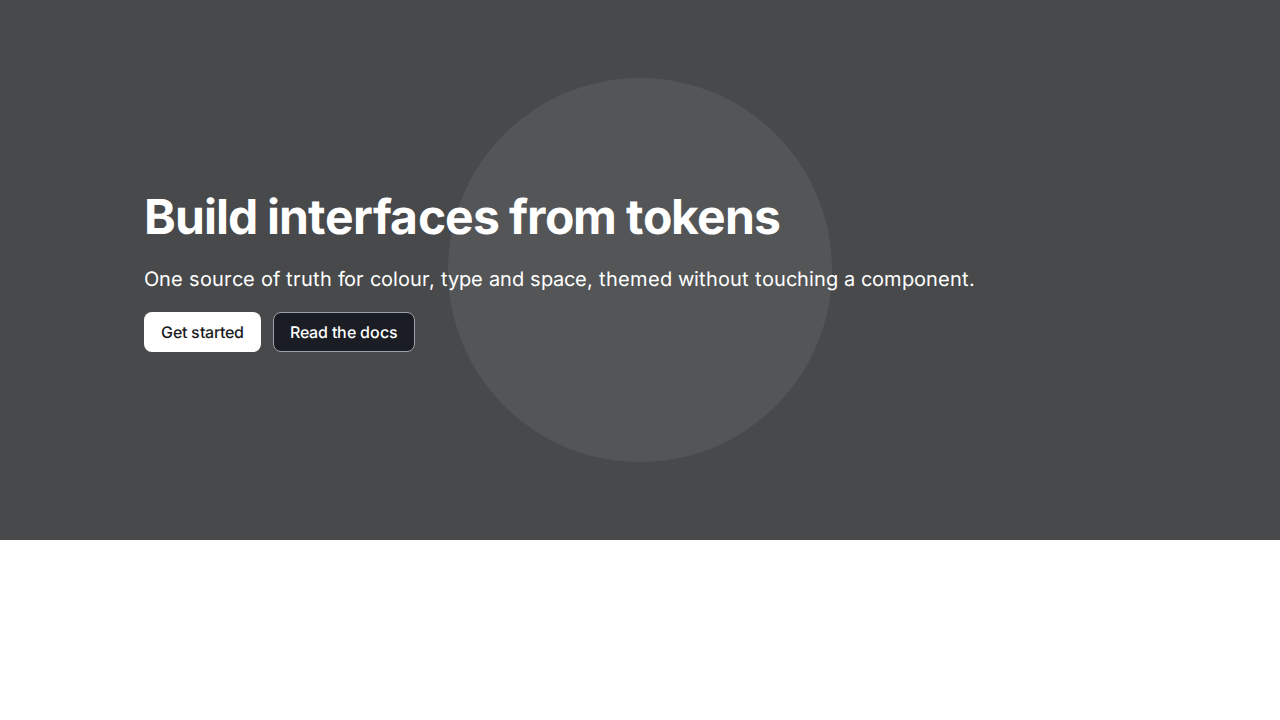 Build interfaces from tokens
One source of truth for colour, type and space, themed without touching a component.
Get started
Read the docs